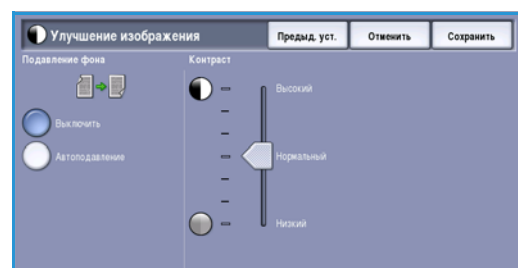 Улучшение изображения
Предыд. уст.
Отменить
Сохранить
Подавление фона
Контраст
Выключить
Автоподавление
Высокий
Нормальный
Низкий